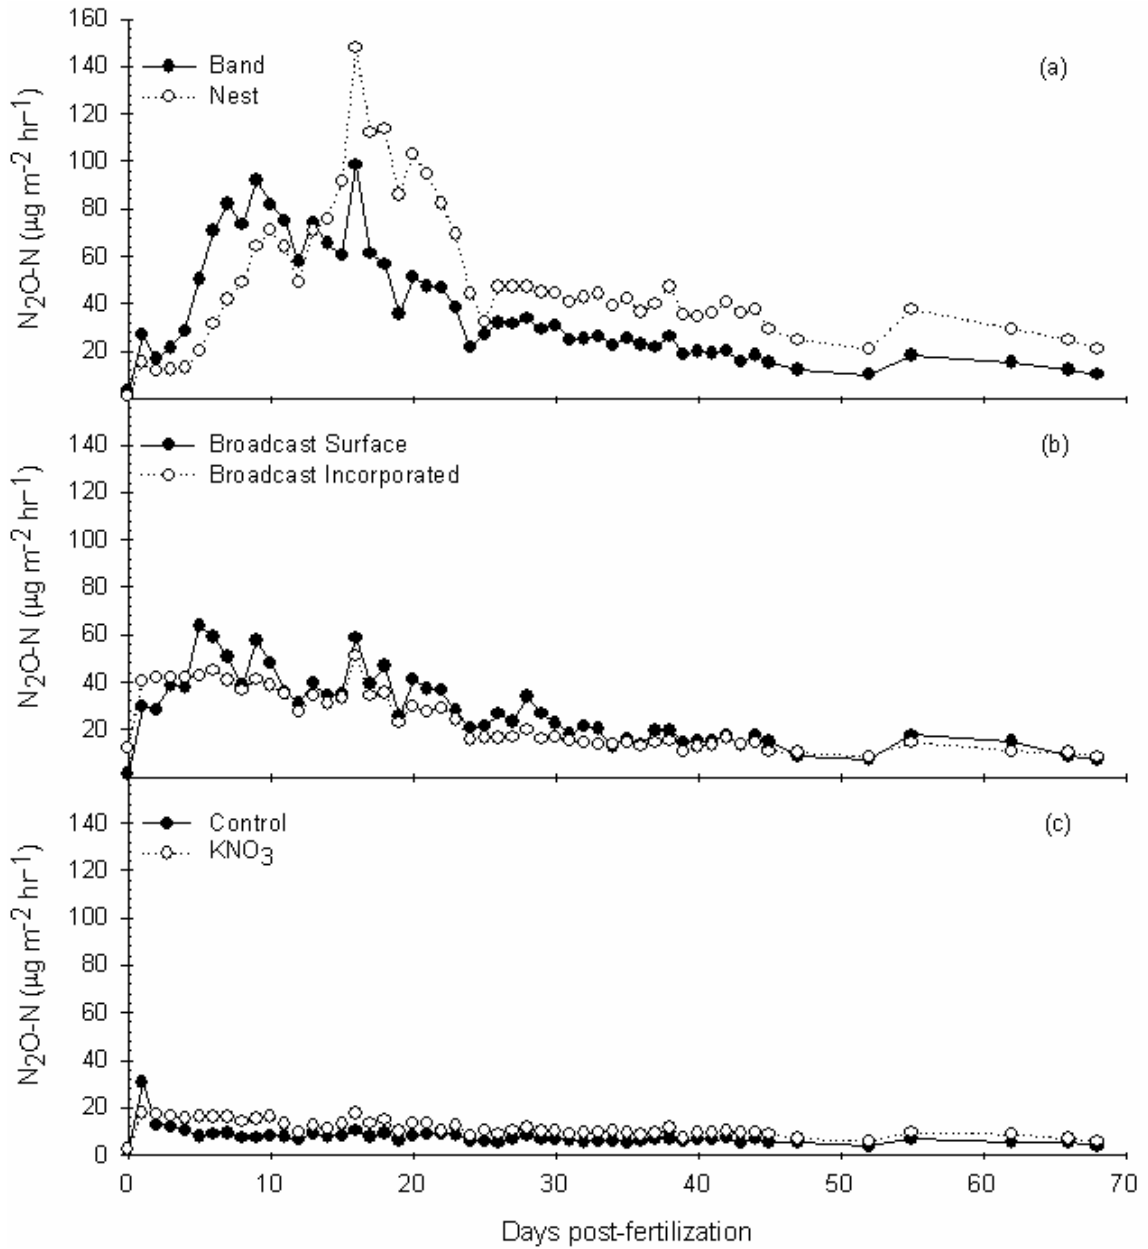 160
140
120
100
80
60
40
20
N₂O-N (µg m⁻² hr⁻¹)
Band
Nest
(a)
140
120
100
80
60
40
20
N₂O-N (µg m⁻² hr⁻¹)
Broadcast Surface
Broadcast Incorporated
(b)
140
120
100
80
60
40
20
0
N₂O-N (µg m⁻² hr⁻¹)
Control
KNO₃
(c)
0 10 20 30 40 50 60 70
Days post-fertilization